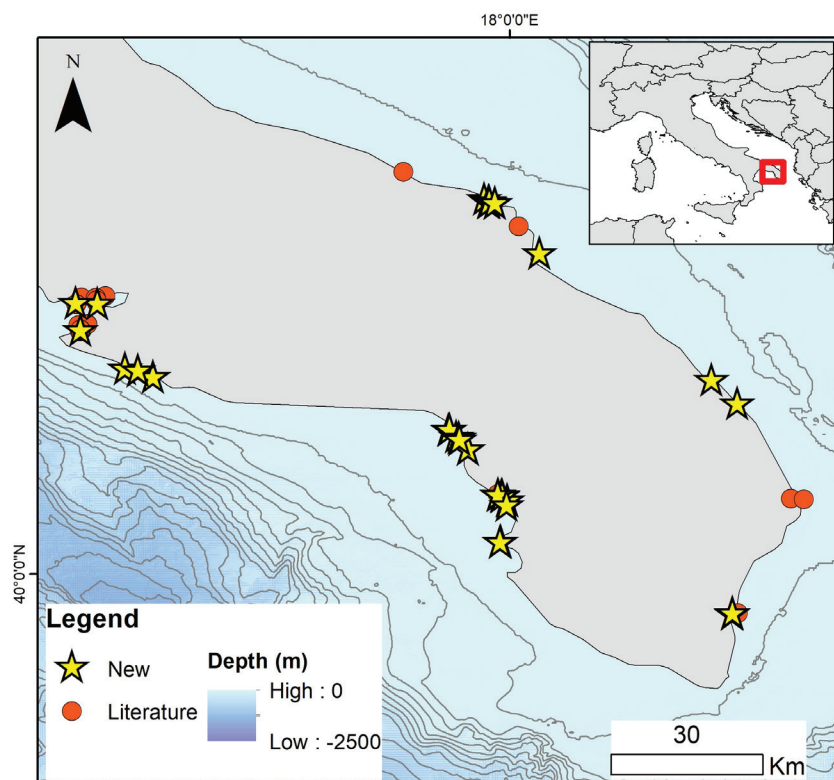 18°0'0"E
N
40°0'0"N
Legend
New
Literature
Depth (m)
High : 0
Low : -2500
30
Km